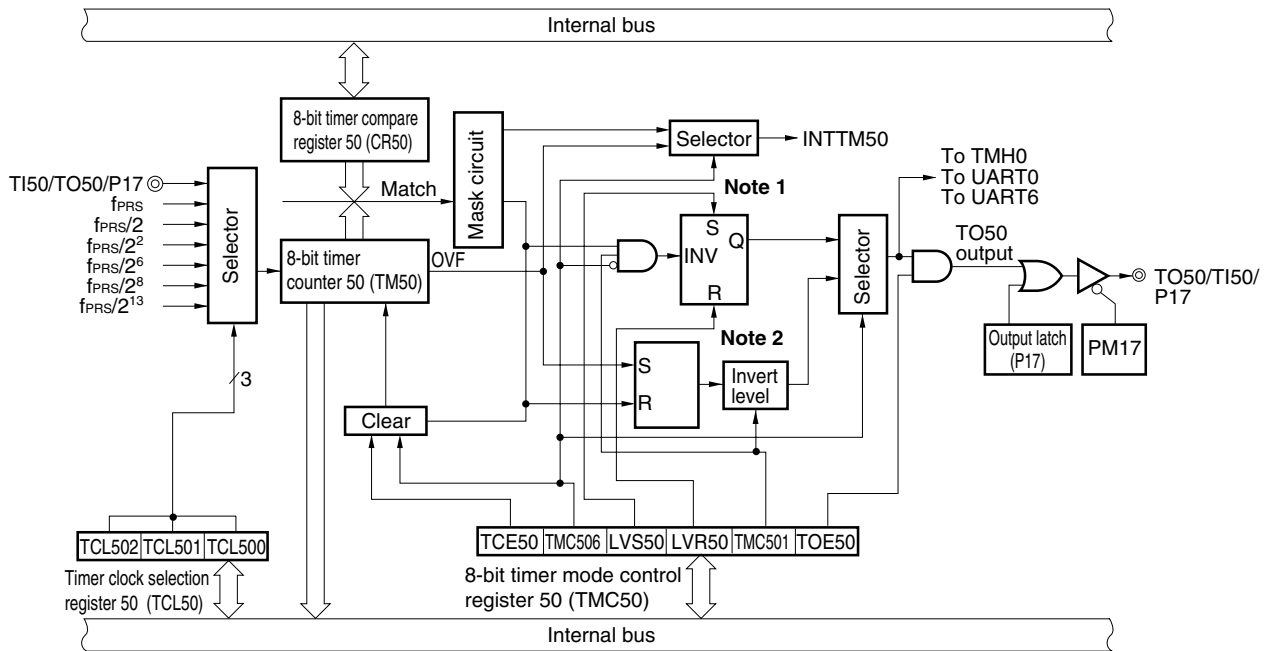 Internal bus
8-bit timer compare
register 50 (CR50)
Mask circuit
Selector
INTTM50
To TMH0
To UART0
To UART6
TI50/TO50/P17
fPRS
fPRS/2
fPRS/2²
fPRS/2⁶
fPRS/2⁸
fPRS/2¹³
Selector
Match
Note 1
8-bit timer
counter 50 (TM50)
OVF
S
Q
INV
R
Selector
TO50
output
TO50/TI50/
P17
Note 2
Output latch
(P17)
PM17
S
R
Invert
level
3
Clear
TCL502 TCL501 TCL500
Timer clock selection
register 50 (TCL50)
TCE50 TMC506 LVS50 LVR50 TMC501 TOE50
8-bit timer mode control
register 50 (TMC50)
Internal bus